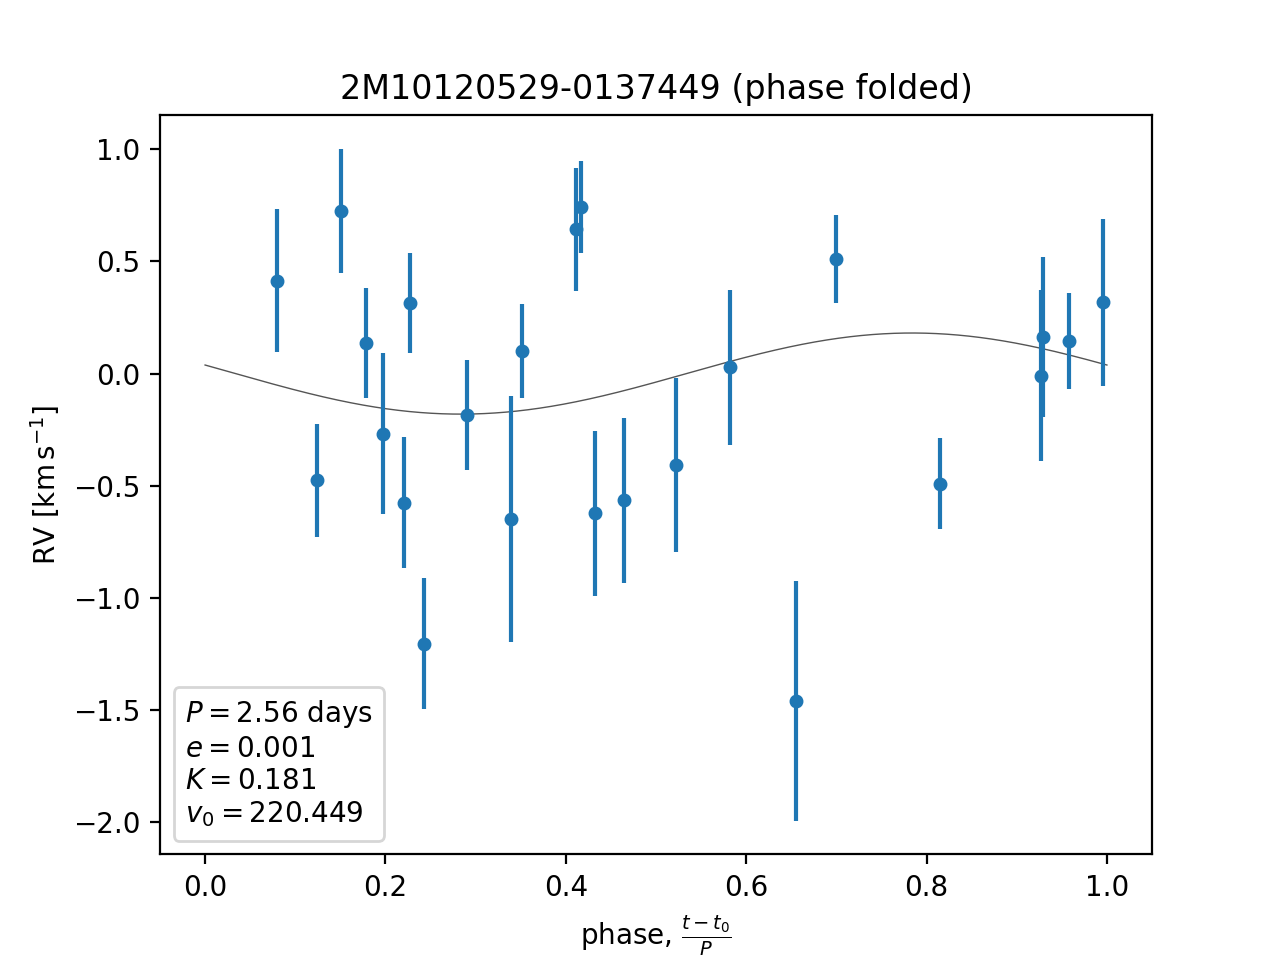 2M10120529-0137449 (phase folded)
1.0
0.5
0.0
−0.5
−1.0
−1.5
−2.0
RV [km s⁻¹]
P = 2.56 days
e = 0.001
K = 0.181
v₀ = 220.449
0.0 0.2 0.4 0.6 0.8 1.0
phase, (t − t₀)/P